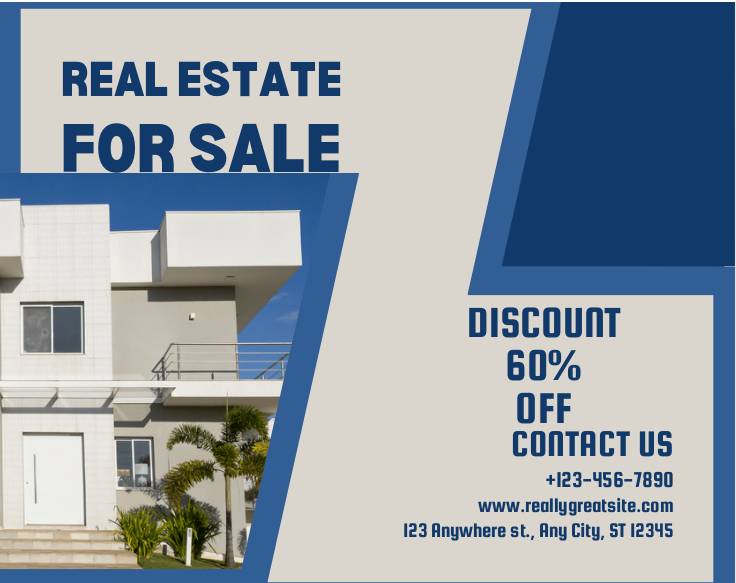 REAL ESTATE
FOR SALE
DISCOUNT
60%
OFF
CONTACT US
+123-456-7890
www.reallygreatsite.com
123 Anywhere st., Any City, ST 12345